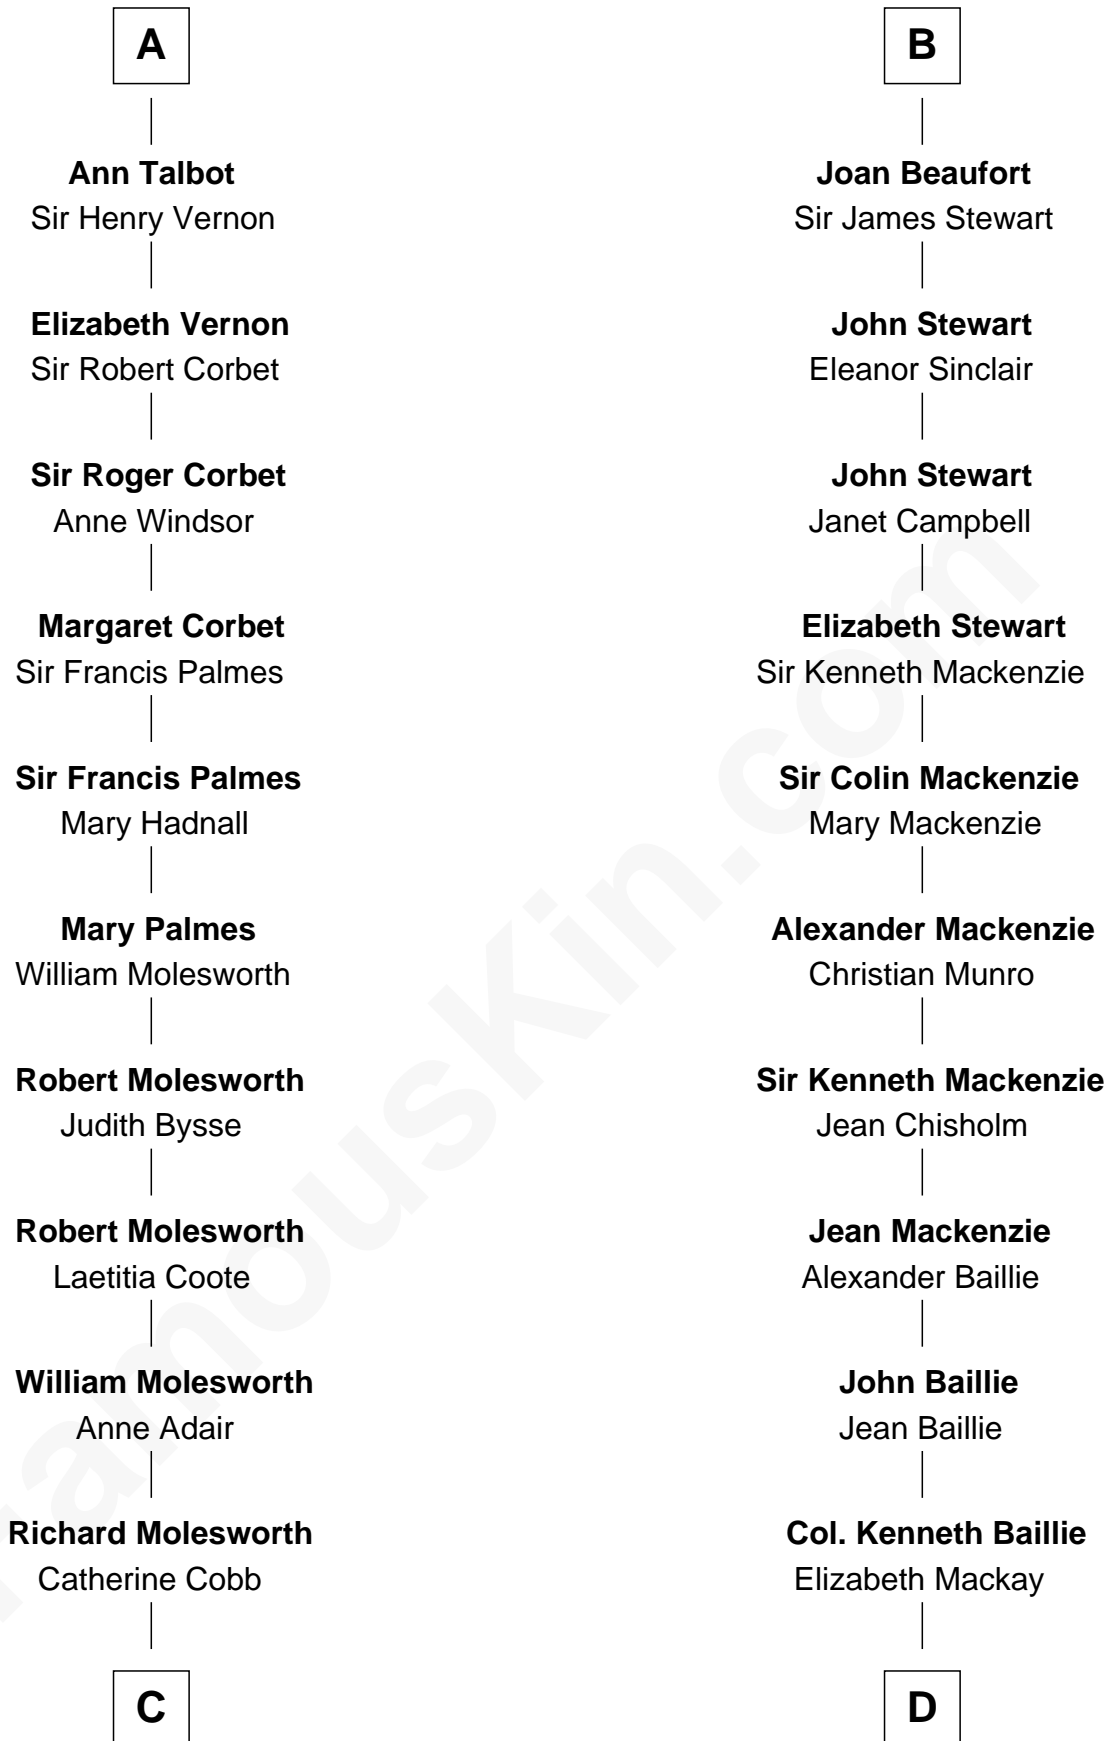 A
Ann Talbot
Sir Henry Vernon
Elizabeth Vernon
Sir Robert Corbet
Sir Roger Corbet
Anne Windsor
Margaret Corbet
Sir Francis Palmes
Sir Francis Palmes
Mary Hadnall
Mary Palmes
William Molesworth
Robert Molesworth
Judith Bysse
Robert Molesworth
Laetitia Coote
William Molesworth
Anne Adair
Richard Molesworth
Catherine Cobb
C
B
Joan Beaufort
Sir James Stewart
John Stewart
Eleanor Sinclair
John Stewart
Janet Campbell
Elizabeth Stewart
Sir Kenneth Mackenzie
Sir Colin Mackenzie
Mary Mackenzie
Alexander Mackenzie
Christian Munro
Sir Kenneth Mackenzie
Jean Chisholm
Jean Mackenzie
Alexander Baillie
John Baillie
Jean Baillie
Col. Kenneth Baillie
Elizabeth Mackay
D
FamousKin.com